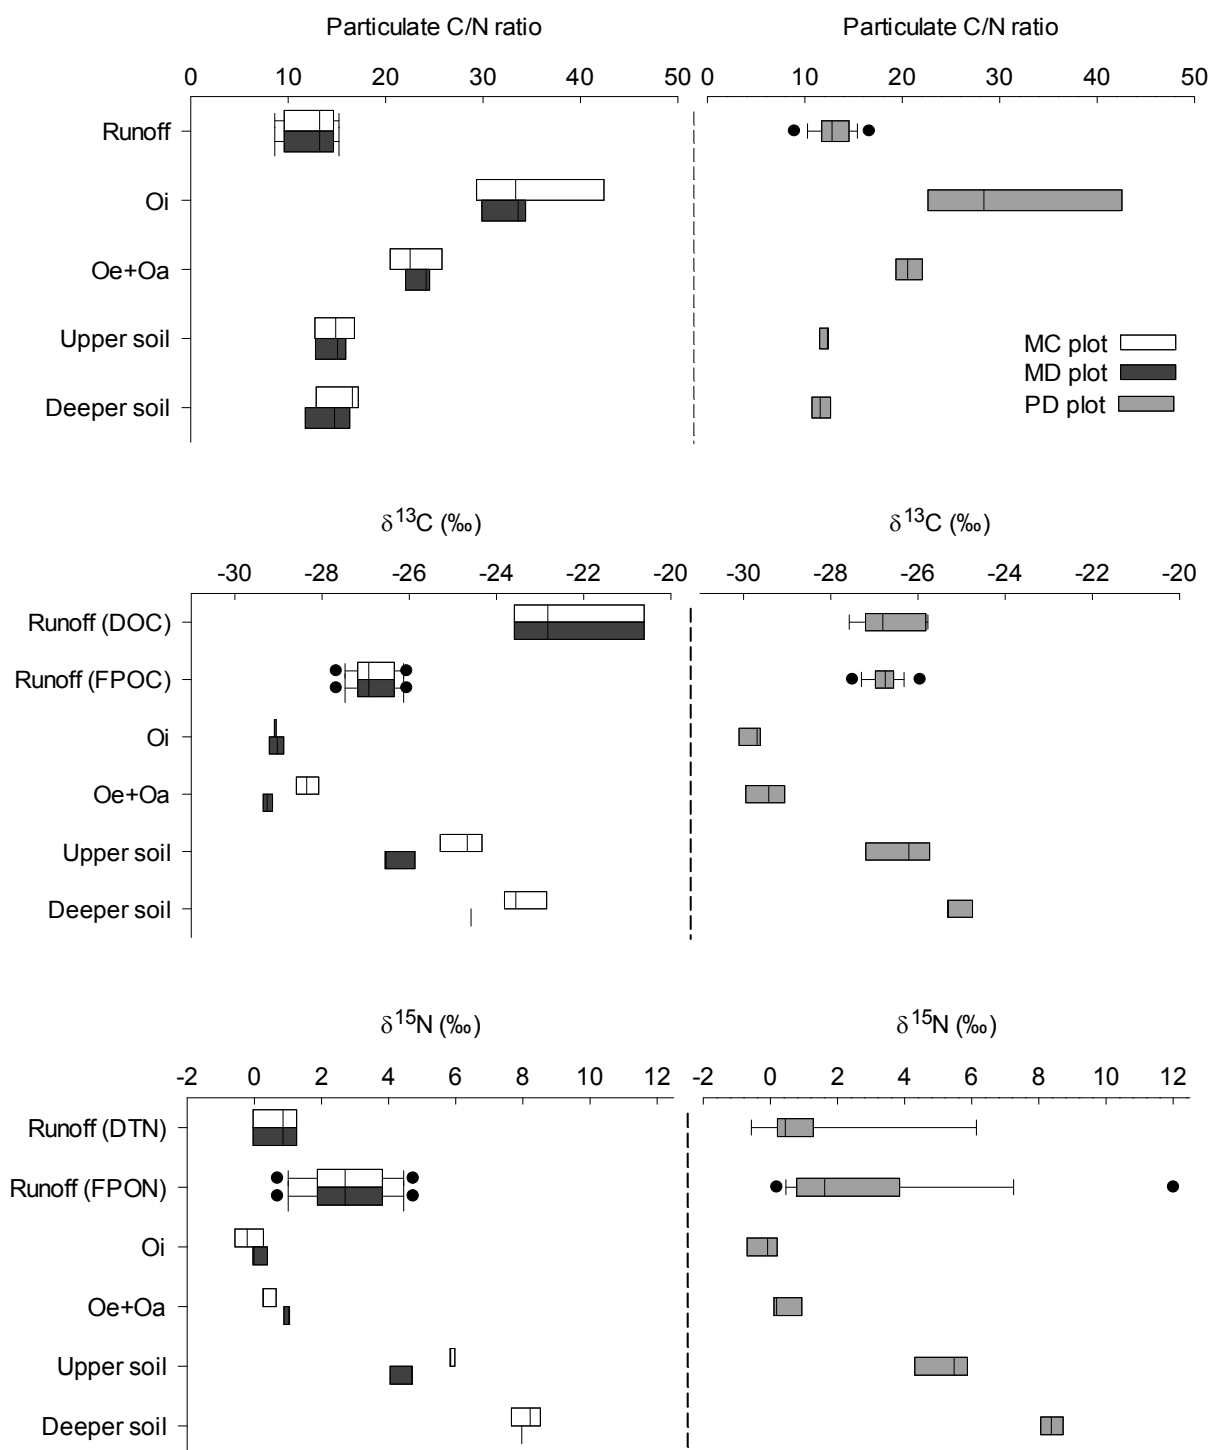 Particulate C/N ratio Particulate C/N ratio
0 10 20 30 40 50 0 10 20 30 40 50
Runoff
Oi
Oe+Oa
Upper soil
MC plot
MD plot
Deeper soil
PD plot
δ13C (‰) δ13C (‰)
-30 -28 -26 -24 -22 -20 -30 -28 -26 -24 -22 -20
Runoff (DOC)
Runoff (FPOC)
Oi
Oe+Oa
Upper soil
Deeper soil
δ15N (‰) δ15N (‰)
-2 0 2 4 6 8 10 12 -2 0 2 4 6 8 10 12
Runoff (DTN)
Runoff (FPON)
Oi
Oe+Oa
Upper soil
Deeper soil